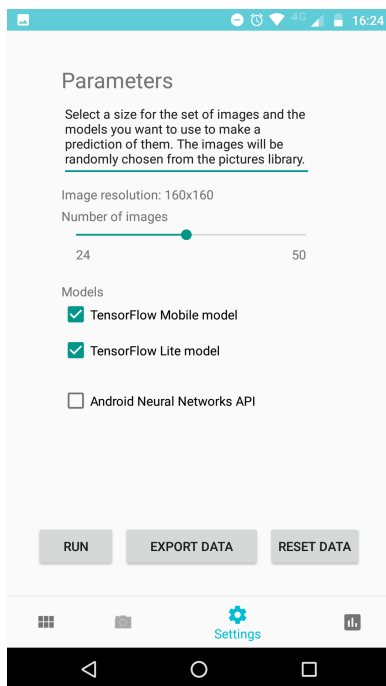 4G 16:24
Parameters
Select a size for the set of images and the
models you want to use to make a
prediction of them. The images will be
randomly chosen from the pictures library.
Image resolution: 160x160
Number of images
24 50
Models
TensorFlow Mobile model
TensorFlow Lite model
Android Neural Networks API
RUN EXPORT DATA RESET DATA
Settings